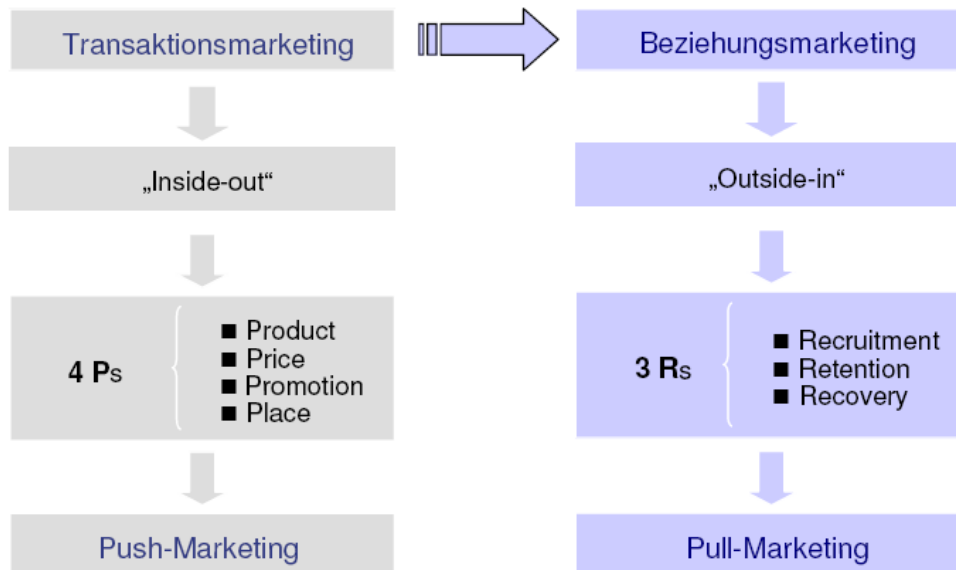 Transaktionsmarketing
„Inside-out“
4 Ps
■ Product
■ Price
■ Promotion
■ Place
Push-Marketing
Beziehungsmarketing
„Outside-in“
3 Rs
■ Recruitment
■ Retention
■ Recovery
Pull-Marketing